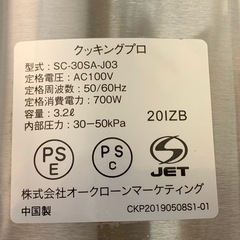 クッキングプロ
型式：SC-30SA-J03
定格電圧：AC100V
定格周波数：50/60Hz
定格消費電力：700W
容量：3.2ℓ
内部圧力：30−50kPa
20IZB
PS
E
PS
C
S
JET
株式会社オークローンマーケティング
中国製
CKP20190508S1-01